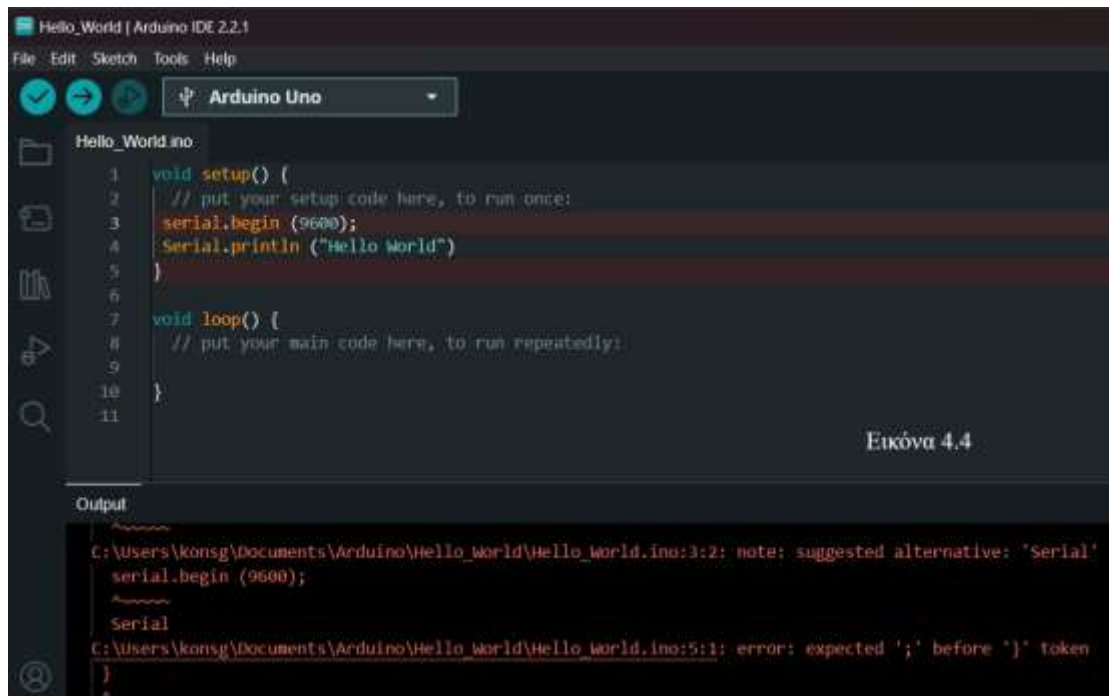 Hello_World | Arduino IDE 2.2.1
File Edit Sketch Tools Help
Arduino Uno
Hello_World.ino
1 void setup() {
2 // put your setup code here, to run once:
3 serial.begin (9600);
4 Serial.println ("Hello World")
5 }
6
7 void loop() {
8 // put your main code here, to run repeatedly:
9
10 }
11
Εικόνα 4.4
Output
^~~~~~
C:\Users\konsg\Documents\Arduino\Hello_World\Hello_World.ino:3:2: note: suggested alternative: 'Serial'
serial.begin (9600);
^~~~~~
Serial
C:\Users\konsg\Documents\Arduino\Hello_World\Hello_World.ino:5:1: error: expected ';' before '}' token
}
^